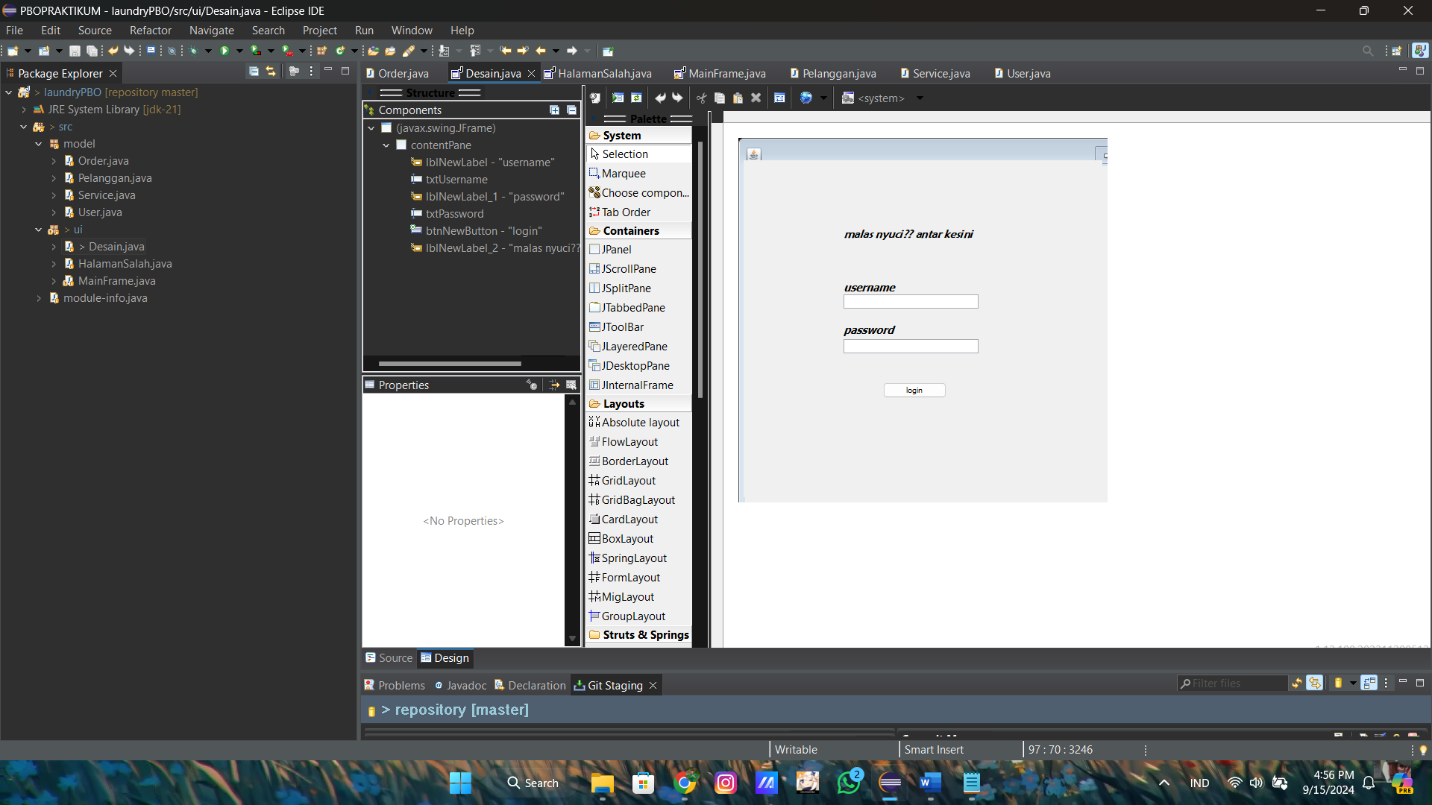 PBOPRAKTIKUM - laundryPBO/src/ui/Desain.java - Eclipse IDE
File Edit Source Refactor Navigate Search Project Run Window Help
Package Explorer
> laundryPBO [repository master]
JRE System Library [jdk-21]
> src
model
Order.java
Pelanggan.java
Service.java
User.java
> ui
> Desain.java
HalamanSalah.java
MainFrame.java
module-info.java
Order.java Desain.java HalamanSalah.java MainFrame.java Pelanggan.java Service.java User.java
Structure
Components
(javax.swing.JFrame)
contentPane
lblNewLabel - "username"
txtUsername
lblNewLabel_1 - "password"
txtPassword
btnNewButton - "login"
lblNewLabel_2 - "malas nyuci??
Properties
<No Properties>
<system>
Palette
System
Selection
Marquee
Choose compon...
Tab Order
Containers
JPanel
JScrollPane
JSplitPane
JTabbedPane
JToolBar
JLayeredPane
JDesktopPane
JInternalFrame
Layouts
Absolute layout
FlowLayout
BorderLayout
GridLayout
GridBagLayout
CardLayout
BoxLayout
SpringLayout
FormLayout
MigLayout
GroupLayout
Struts & Springs
malas nyuci?? antar kesini
username
password
login
Source Design
Problems Javadoc Declaration Git Staging
Filter files
> repository [master]
Writable Smart Insert 97 : 70 : 3246
Search
2
IND
4:56 PM
9/15/2024
PRE